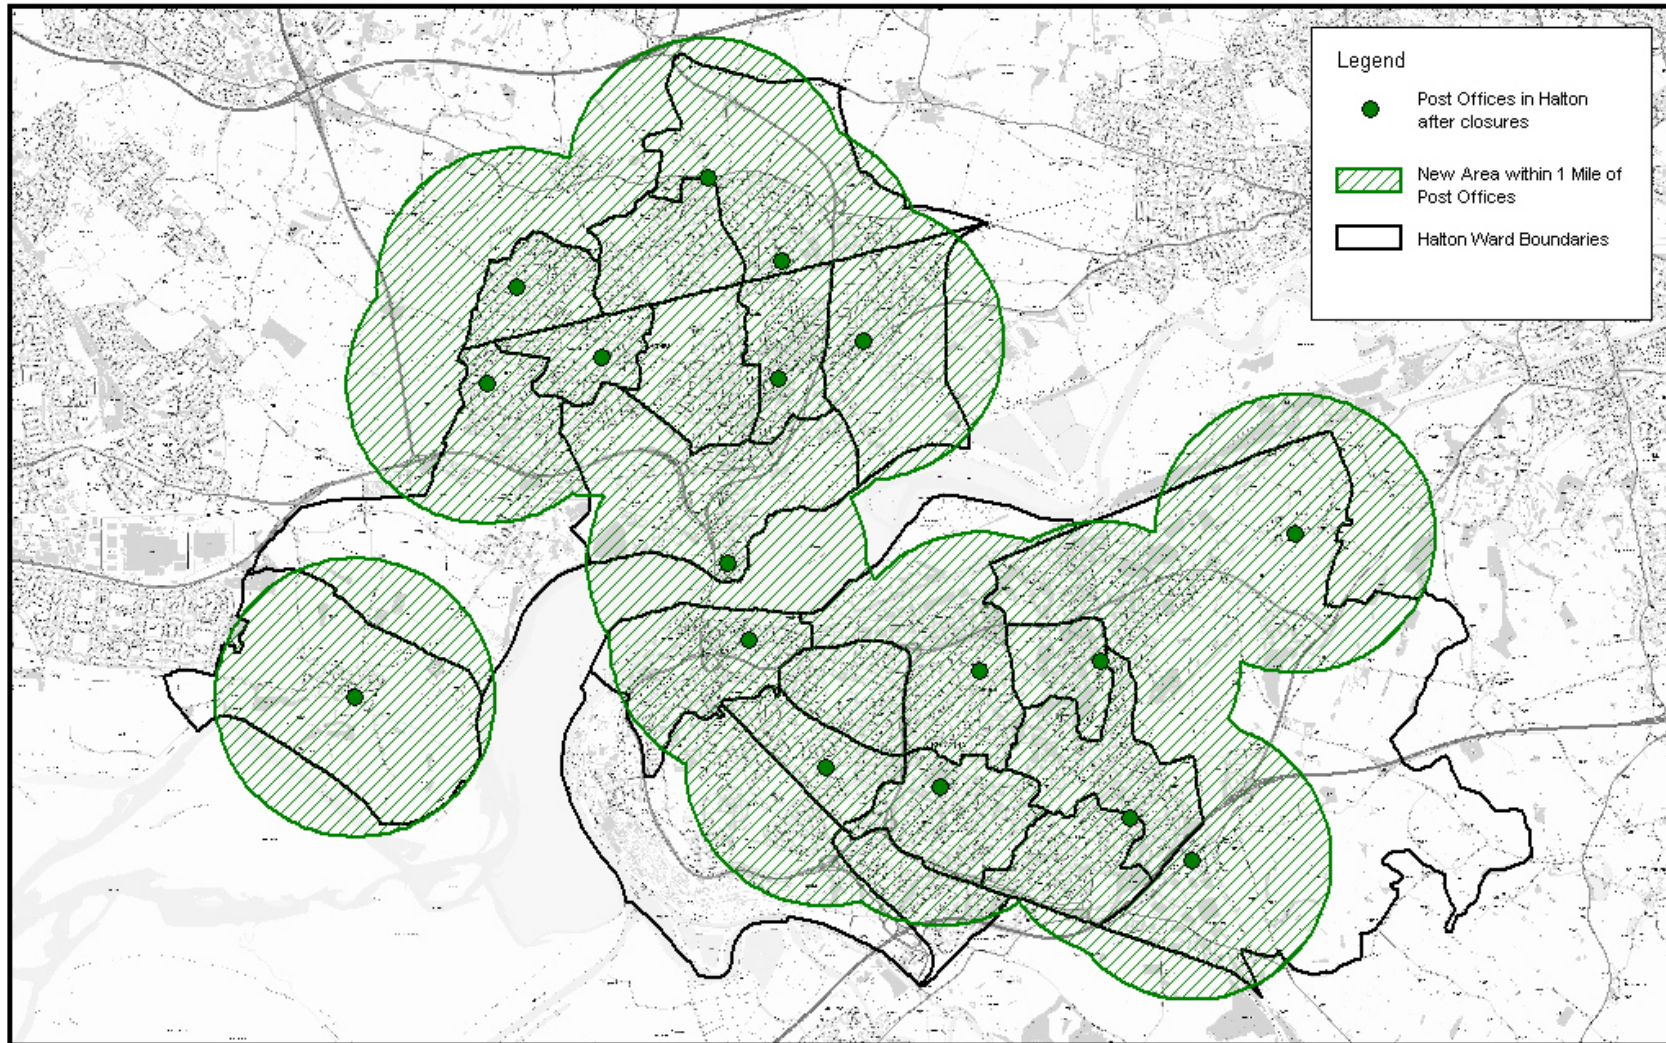 Legend
Post Offices in Halton
after closures
New Area within 1 Mile of
Post Offices
Halton Ward Boundaries